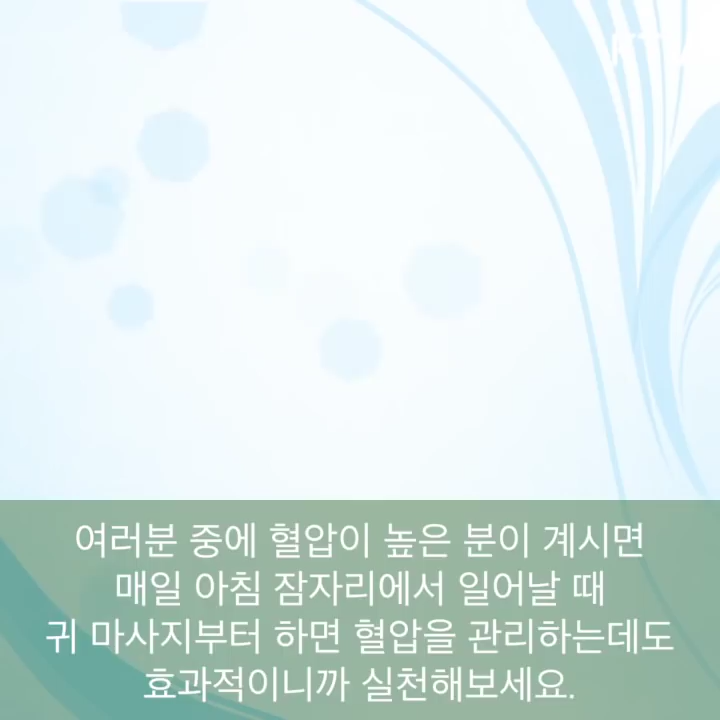 여러분 중에 혈압이 높은 분이 계시면
매일 아침 잠자리에서 일어날 때
귀 마사지부터 하면 혈압을 관리하는데도
효과적이니까 실천해보세요.